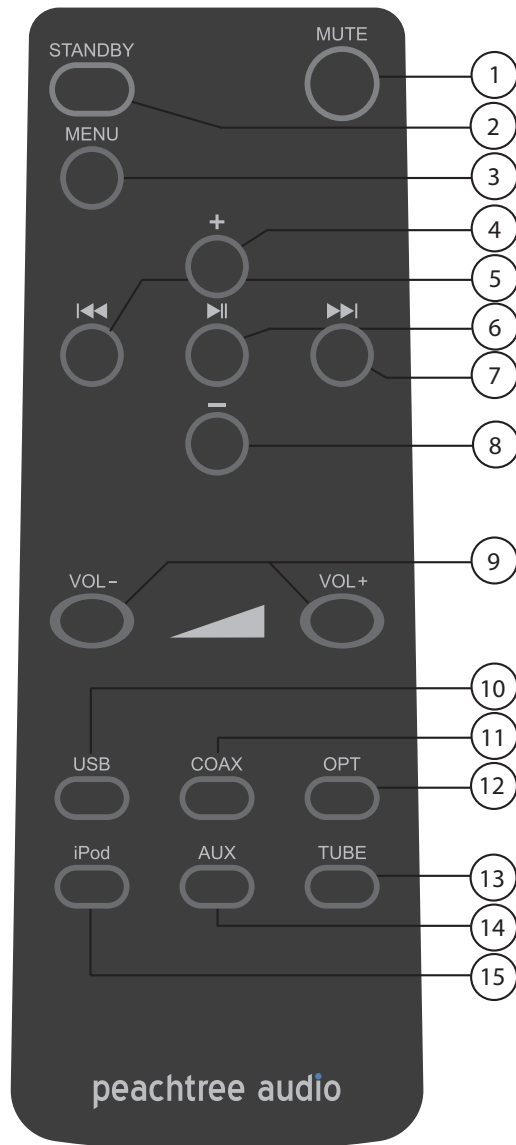 STANDBY
MUTE
1
2
MENU
3
+
4
5
6
7
−
8
VOL− VOL+
9
10
11
USB COAX OPT
12
iPod AUX TUBE
13
14
15
peachtree audio